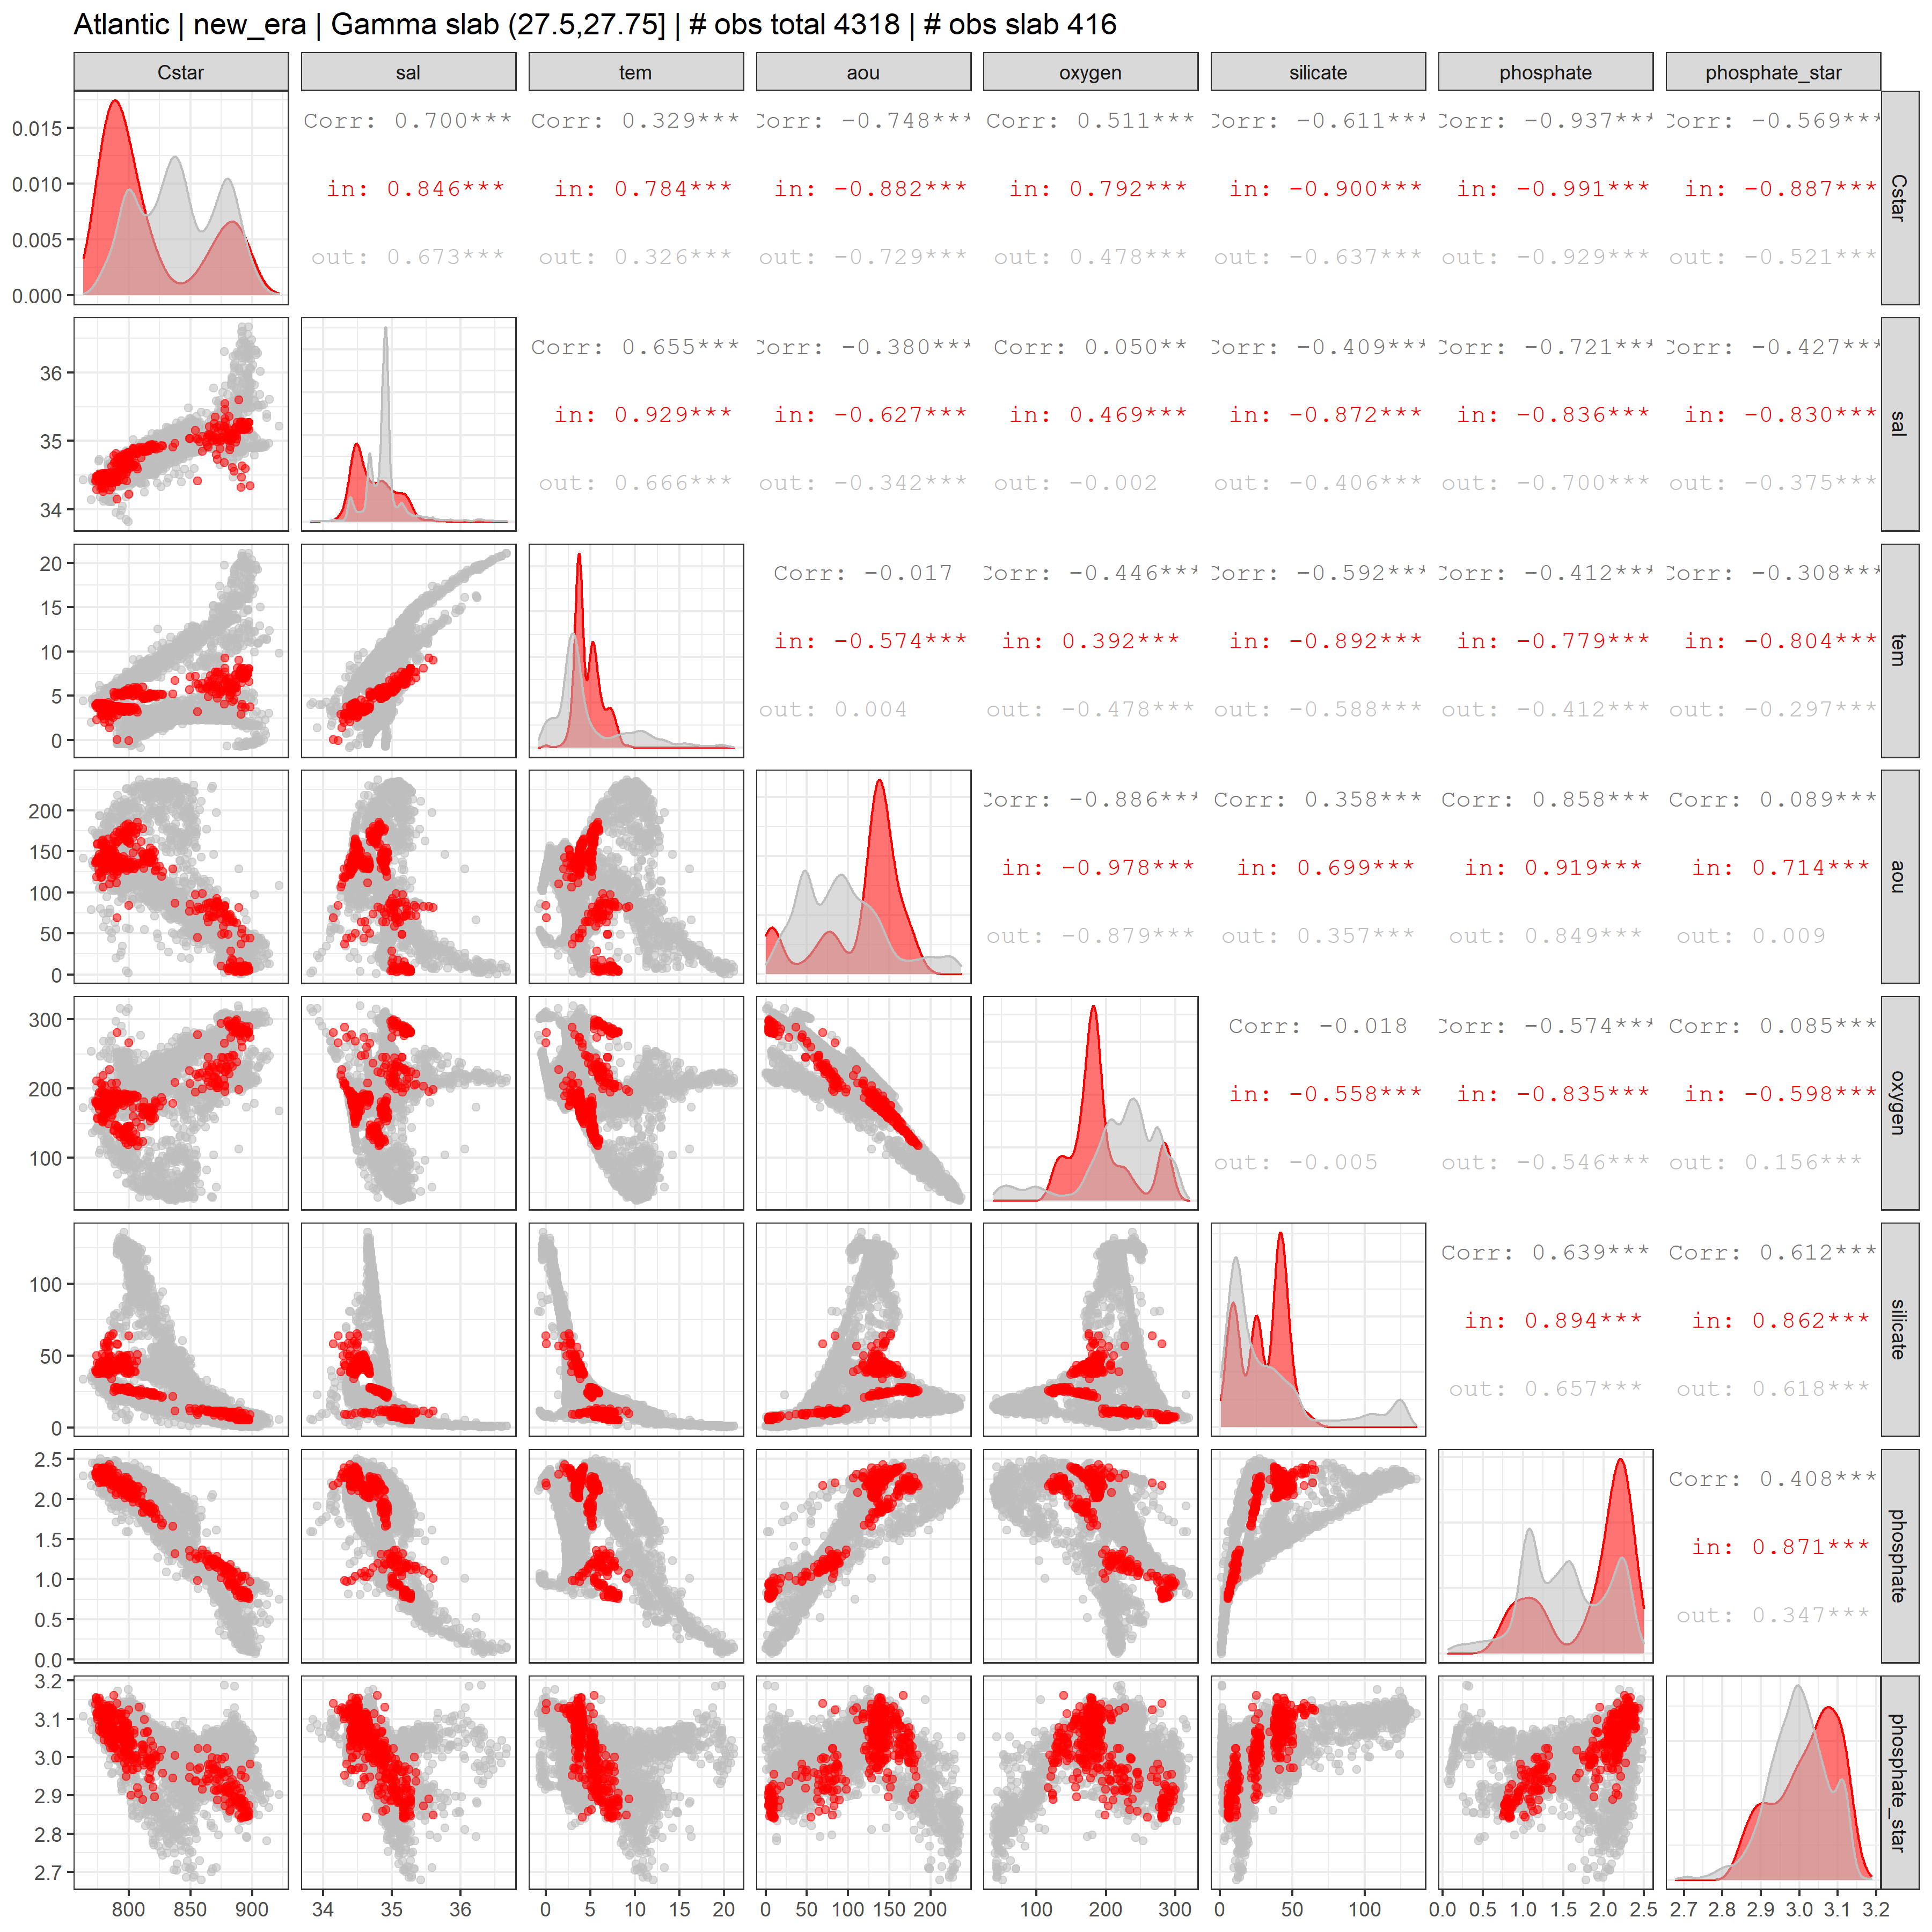 Atlantic | new_era | Gamma slab (27.5,27.75] | # obs total 4318 | # obs slab 416
Cstar sal tem aou oxygen silicate phosphate phosphate_star
0.015 Corr: 0.700*** Corr: 0.329*** Corr: -0.748*** Corr: 0.511*** Corr: -0.611*** Corr: -0.937*** Corr: -0.569***
0.010 in: 0.846*** in: 0.784*** in: -0.882*** in: 0.792*** in: -0.900*** in: -0.991*** in: -0.887*** Cstar
0.005 out: 0.673*** out: 0.326*** out: -0.729*** out: 0.478*** out: -0.637*** out: -0.929*** out: -0.521***
0.000
36 Corr: 0.655*** Corr: -0.380*** Corr: 0.050** Corr: -0.409*** Corr: -0.721*** Corr: -0.427***
35 in: 0.929*** in: -0.627*** in: 0.469*** in: -0.872*** in: -0.836*** in: -0.830*** sal
34 out: 0.666*** out: -0.342*** out: -0.002 out: -0.406*** out: -0.700*** out: -0.375***
20 Corr: -0.017 Corr: -0.446*** Corr: -0.592*** Corr: -0.412*** Corr: -0.308***
15
10 in: -0.574*** in: 0.392*** in: -0.892*** in: -0.779*** in: -0.804*** tem
5 out: 0.004 out: -0.478*** out: -0.588*** out: -0.412*** out: -0.297***
0
200 Corr: -0.886*** Corr: 0.358*** Corr: 0.858*** Corr: 0.089***
150
100 in: -0.978*** in: 0.699*** in: 0.919*** in: 0.714*** aou
50 out: -0.879*** out: 0.357*** out: 0.849*** out: 0.009
0
300 Corr: -0.018 Corr: -0.574*** Corr: 0.085***
200 in: -0.558*** in: -0.835*** in: -0.598*** oxygen
100 out: -0.005 out: -0.546*** out: 0.156***
100 Corr: 0.639*** Corr: 0.612***
50 in: 0.894*** in: 0.862*** silicate
0 out: 0.657*** out: 0.618***
2.5 Corr: 0.408***
2.0
1.5 in: 0.871*** phosphate
1.0
0.5 out: 0.347***
0.0
3.2
3.1
3.0
2.9 phosphate_star
2.8
2.7
800 850 900 34 35 36 0 5 10 15 20 0 50 100 150 200 100 200 300 0 50 100 0.0 0.5 1.0 1.5 2.0 2.5 2.7 2.8 2.9 3.0 3.1 3.2